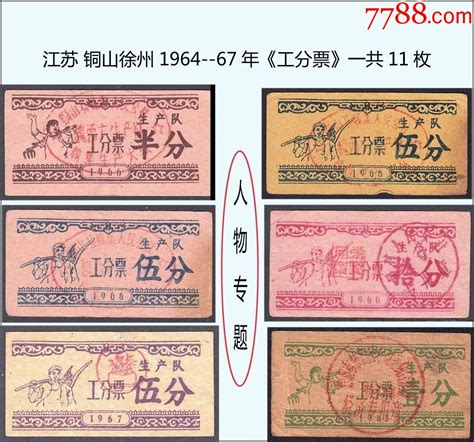 7788.com
江苏 铜山徐州 1964--67 年《工分票》一共 11 枚
生产队
工分票 半分
1966
生产队
工分票 伍分
1966
人物专题
生产队
工分票 伍分
1966
生产队
工分票 拾分
1966
生产队
工分票 伍分
1967
生产队
工分票 壹分